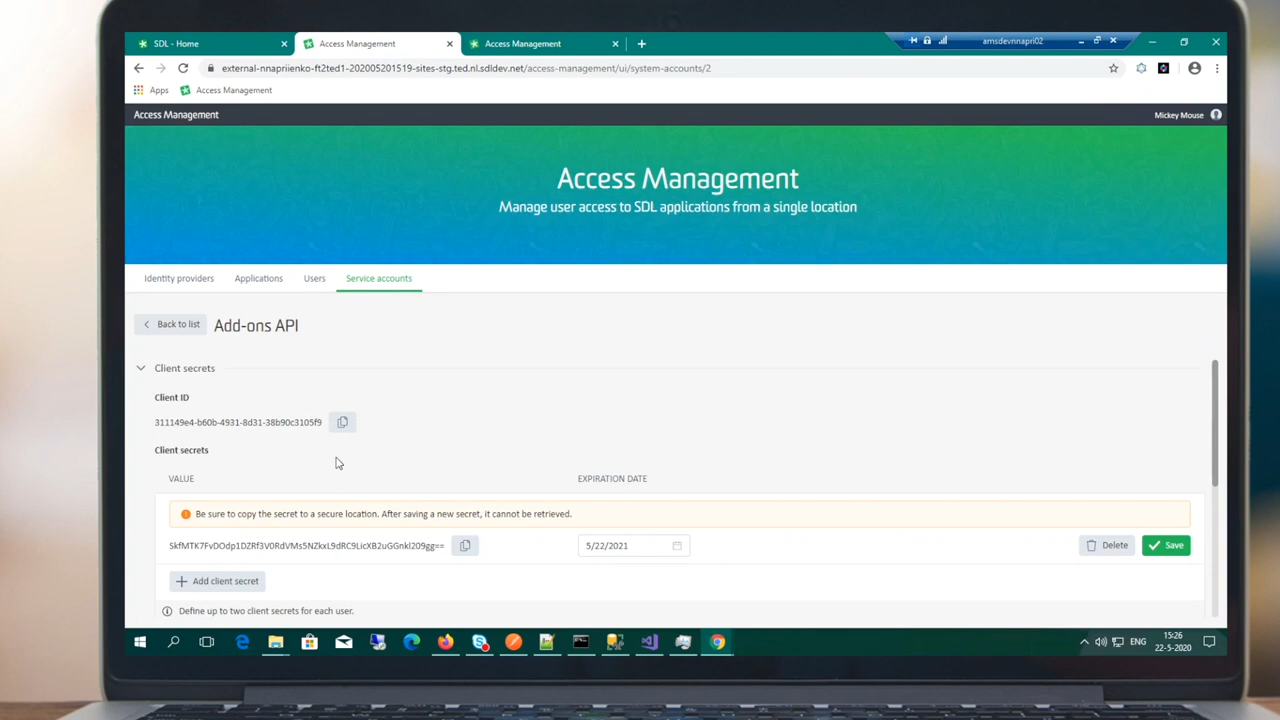 SDL - Home
Access Management
Access Management
amsdevnnapri02
external-nnapriienko-ft2ted1-202005201519-sites-stg.ted.nl.sdldev.net/access-management/ui/system-accounts/2
Apps
Access Management
Access Management
Mickey Mouse
Access Management
Manage user access to SDL applications from a single location
Identity providers
Applications
Users
Service accounts
Back to list
Add-ons API
Client secrets
Client ID
311149e4-b60b-4931-8d31-38b90c3105f9
Client secrets
VALUE
EXPIRATION DATE
Be sure to copy the secret to a secure location. After saving a new secret, it cannot be retrieved.
SkfMTK7FvDOdp1DZRf3V0RdVMs5NZkxL9dRC9LicXB2uGGnkl209gg==
5/22/2021
Delete
Save
Add client secret
Define up to two client secrets for each user.
ENG
15:26
22-5-2020